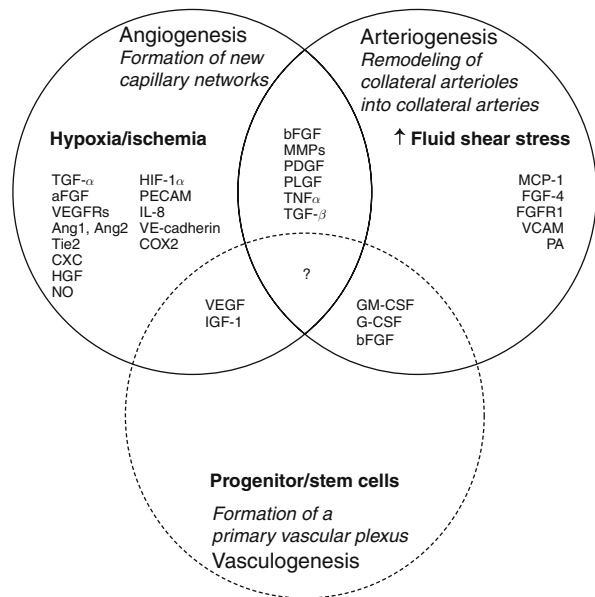 Angiogenesis
Formation of new
capillary networks
Arteriogenesis
Remodeling of
collateral arterioles
into collateral arteries
Hypoxia/ischemia
TGF-α
aFGF
VEGFRs
Ang1, Ang2
Tie2
CXC
HGF
NO
HIF-1α
PECAM
IL-8
VE-cadherin
COX2
bFGF
MMPs
PDGF
PLGF
TNFα
TGF-β
↑ Fluid shear stress
MCP-1
FGF-4
FGFR1
VCAM
PA
?
VEGF
IGF-1
GM-CSF
G-CSF
bFGF
Progenitor/stem cells
Formation of a
primary vascular plexus
Vasculogenesis